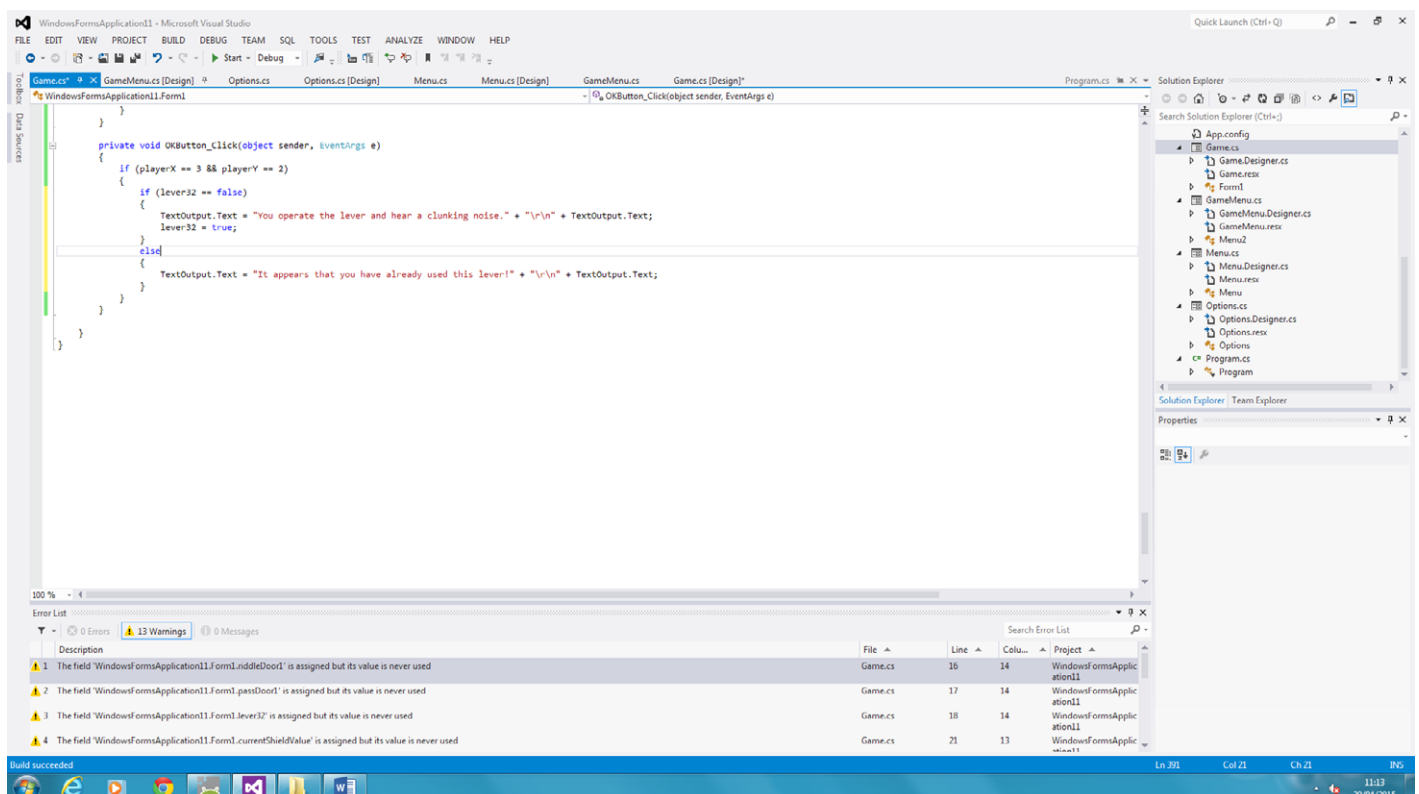 WindowsFormsApplication11 - Microsoft Visual Studio
Quick Launch (Ctrl+Q)
FILE EDIT VIEW PROJECT BUILD DEBUG TEAM SQL TOOLS TEST ANALYZE WINDOW HELP
Start - Debug
Game.cs* GameMenu.cs [Design] Options.cs Options.cs [Design] Menu.cs Menu.cs [Design] GameMenu.cs Game.cs [Design]* Program.cs
WindowsFormsApplication11.Form1 OKButton_Click(object sender, EventArgs e)
Toolbox
Data Sources
}
}
private void OKButton_Click(object sender, EventArgs e)
{
if (playerX == 3 && playerY == 2)
{
if (lever32 == false)
{
TextOutput.Text = "You operate the lever and hear a clunking noise." + "\r\n" + TextOutput.Text;
lever32 = true;
}
else
{
TextOutput.Text = "It appears that you have already used this lever!" + "\r\n" + TextOutput.Text;
}
}
}
}
}
100 %
Solution Explorer
Search Solution Explorer (Ctrl+;)
App.config
Game.cs
Game.Designer.cs
Game.resx
Form1
GameMenu.cs
GameMenu.Designer.cs
GameMenu.resx
Menu2
Menu.cs
Menu.Designer.cs
Menu.resx
Menu
Options.cs
Options.Designer.cs
Options.resx
Options
C# Program.cs
Program
Solution Explorer Team Explorer
Properties
Error List
0 Errors 13 Warnings 0 Messages
Search Error List
Description File Line Colu... Project
1 The field 'WindowsFormsApplication11.Form1.riddleDoor1' is assigned but its value is never used Game.cs 16 14 WindowsFormsApplic
ation11
2 The field 'WindowsFormsApplication11.Form1.passDoor1' is assigned but its value is never used Game.cs 17 14 WindowsFormsApplic
ation11
3 The field 'WindowsFormsApplication11.Form1.lever32' is assigned but its value is never used Game.cs 18 14 WindowsFormsApplic
ation11
4 The field 'WindowsFormsApplication11.Form1.currentShieldValue' is assigned but its value is never used Game.cs 21 13 WindowsFormsApplic
ation11
Build succeeded Ln 391 Col 21 Ch 21 INS
11:13